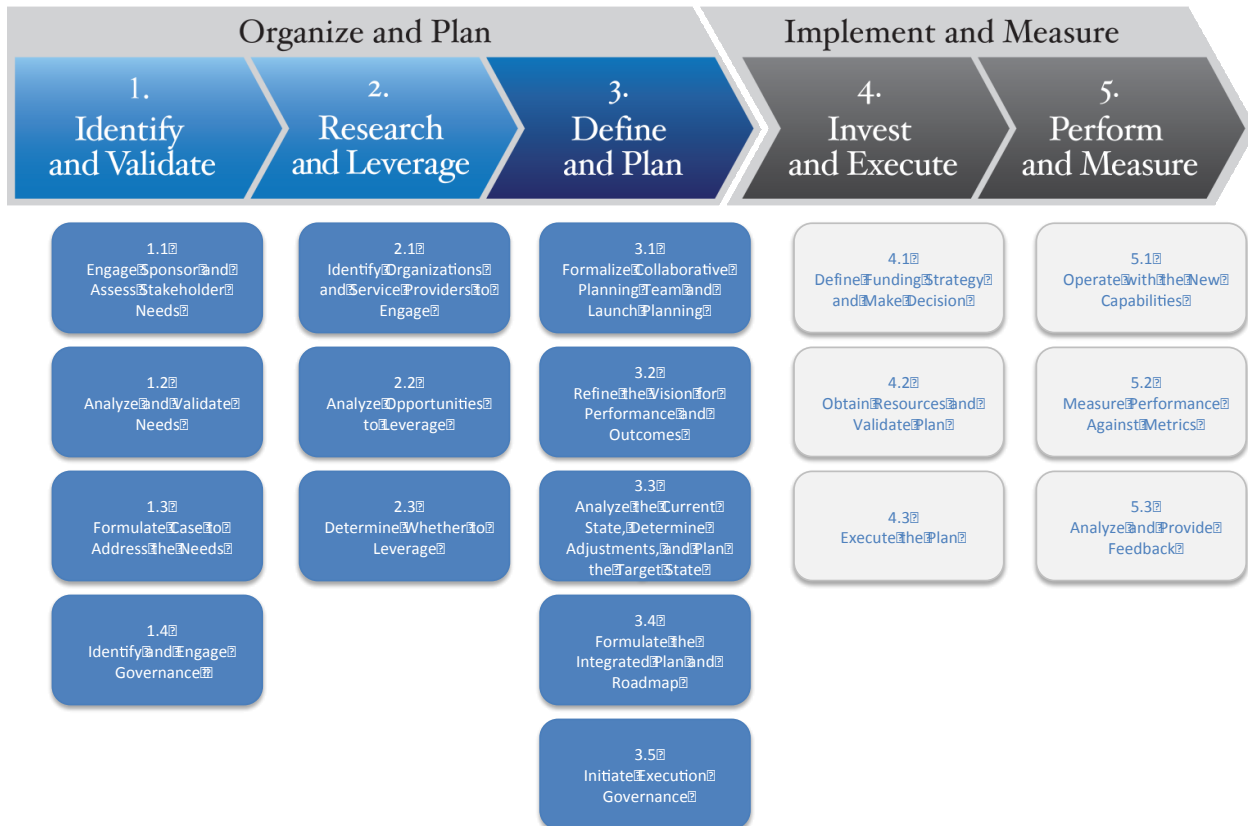 Organize and Plan
Implement and Measure
1.
Identify
and Validate
2.
Research
and Leverage
3.
Define
and Plan
4.
Invest
and Execute
5.
Perform
and Measure
1.1
Engage Sponsor and
Assess Stakeholder
Needs
1.2
Analyze and Validate
Needs
1.3
Formulate Case to
Address the Needs
1.4
Identify and Engage
Governance
2.1
Identify Organizations
and Service Providers to
Engage
2.2
Analyze Opportunities
to Leverage
2.3
Determine Whether to
Leverage
3.1
Formalize Collaborative
Planning Team and
Launch Planning
3.2
Refine the Vision for
Performance and
Outcomes
3.3
Analyze the Current
State, Determine
Adjustments, and Plan
the Target State
3.4
Formulate the
Integrated Plan and
Roadmap
3.5
Initiate Execution
Governance
4.1
Define Funding Strategy
and Make Decision
4.2
Obtain Resources and
Validate Plan
4.3
Execute the Plan
5.1
Operate with the New
Capabilities
5.2
Measure Performance
Against Metrics
5.3
Analyze and Provide
Feedback